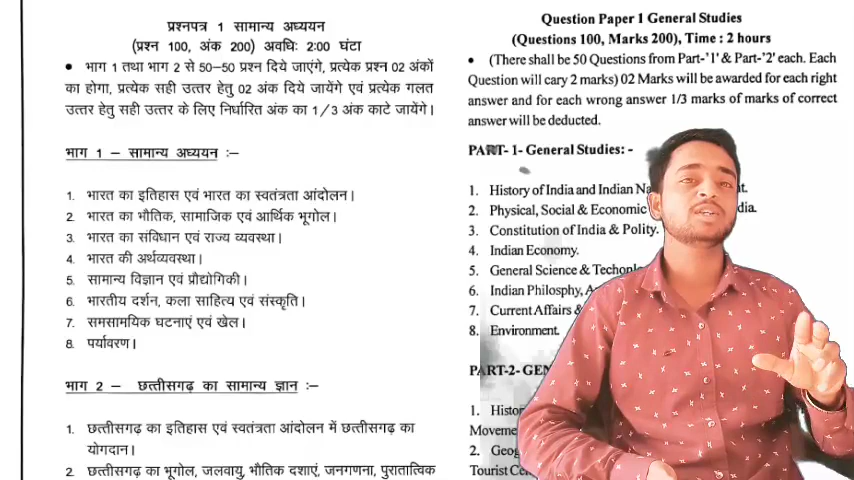 प्रश्नपत्र 1 सामान्य अध्ययन
(प्रश्न 100, अंक 200) अवधिः 2:00 घंटा
• भाग 1 तथा भाग 2 से 50–50 प्रश्न दिये जाएंगे, प्रत्येक प्रश्न 02 अंकों
का होगा, प्रत्येक सही उत्तर हेतु 02 अंक दिये जायेंगे एवं प्रत्येक गलत
उत्तर हेतु सही उत्तर के लिए निर्धारित अंक का 1/3 अंक काटे जायेंगे।
भाग 1 – सामान्य अध्ययन :–
1. भारत का इतिहास एवं भारत का स्वतंत्रता आंदोलन।
2. भारत का भौतिक, सामाजिक एवं आर्थिक भूगोल।
3. भारत का संविधान एवं राज्य व्यवस्था।
4. भारत की अर्थव्यवस्था।
5. सामान्य विज्ञान एवं प्रौद्योगिकी।
6. भारतीय दर्शन, कला साहित्य एवं संस्कृति।
7. समसामयिक घटनाएं एवं खेल।
8. पर्यावरण।
भाग 2 – छत्तीसगढ़ का सामान्य ज्ञान :–
1. छत्तीसगढ़ का इतिहास एवं स्वतंत्रता आंदोलन में छत्तीसगढ़ का
योगदान।
2. छत्तीसगढ़ का भूगोल, जलवायु, भौतिक दशाएं, जनगणना, पुरातात्विक
Question Paper 1 General Studies
(Questions 100, Marks 200), Time : 2 hours
• (There shall be 50 Questions from Part-'1' & Part-'2' each. Each
Question will cary 2 marks) 02 Marks will be awarded for each right
answer and for each wrong answer 1/3 marks of marks of correct
answer will be deducted.
PART- 1- General Studies: -
1. History of India and Indian
2. Physical, Social & Economic
3. Constitution of India & Polity.
4. Indian Economy.
5. General Science &
6. Indian Philosphy,
7. Current Affairs &
8. Environment.
PART-2-
1.
2.
Tourist